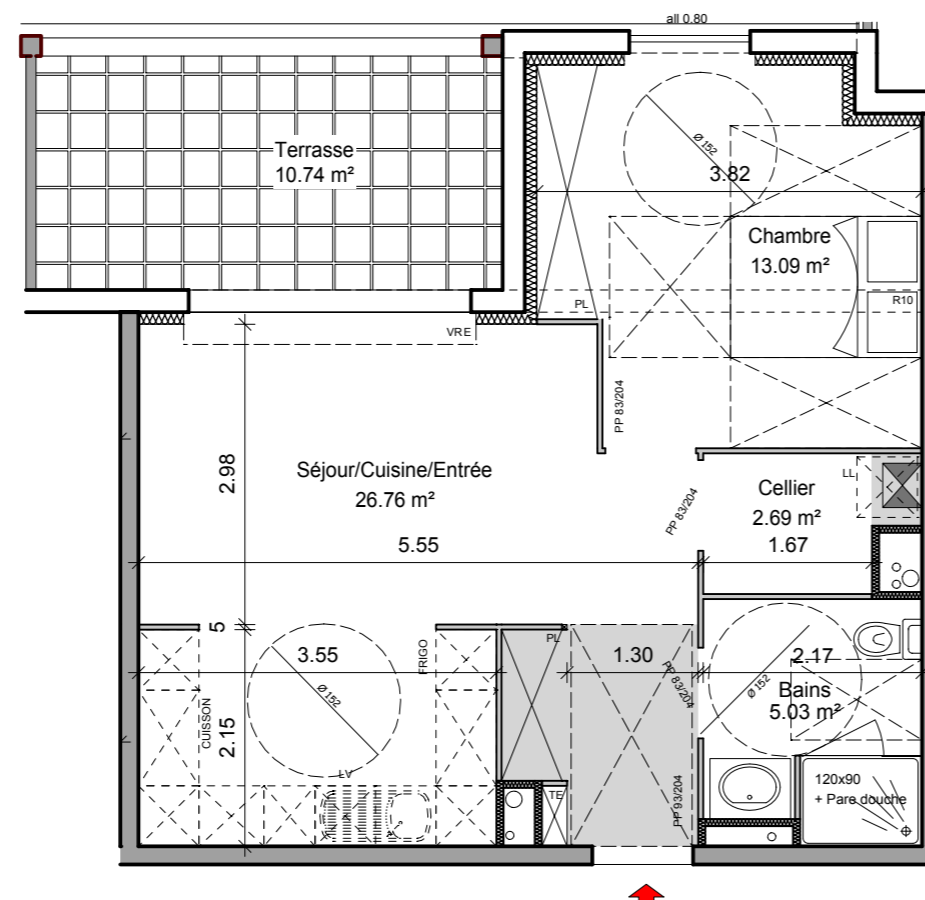 all 0.80
Terrasse
10.74 m²
Ø 152
3.82
Chambre
13.09 m²
R10
PL
VRE
PP 83/204
2.98
Séjour/Cuisine/Entrée
26.76 m²
5.55
PP 83/204
Cellier
2.69 m²
1.67
LL
5
3.55
FRIGO
PL
1.30
PP 83/204
2.17
Ø 152
Bains
5.03 m²
Ø 152
CUISSON
2.15
LV
TE
PP 93/204
120x90
+ Pare douche